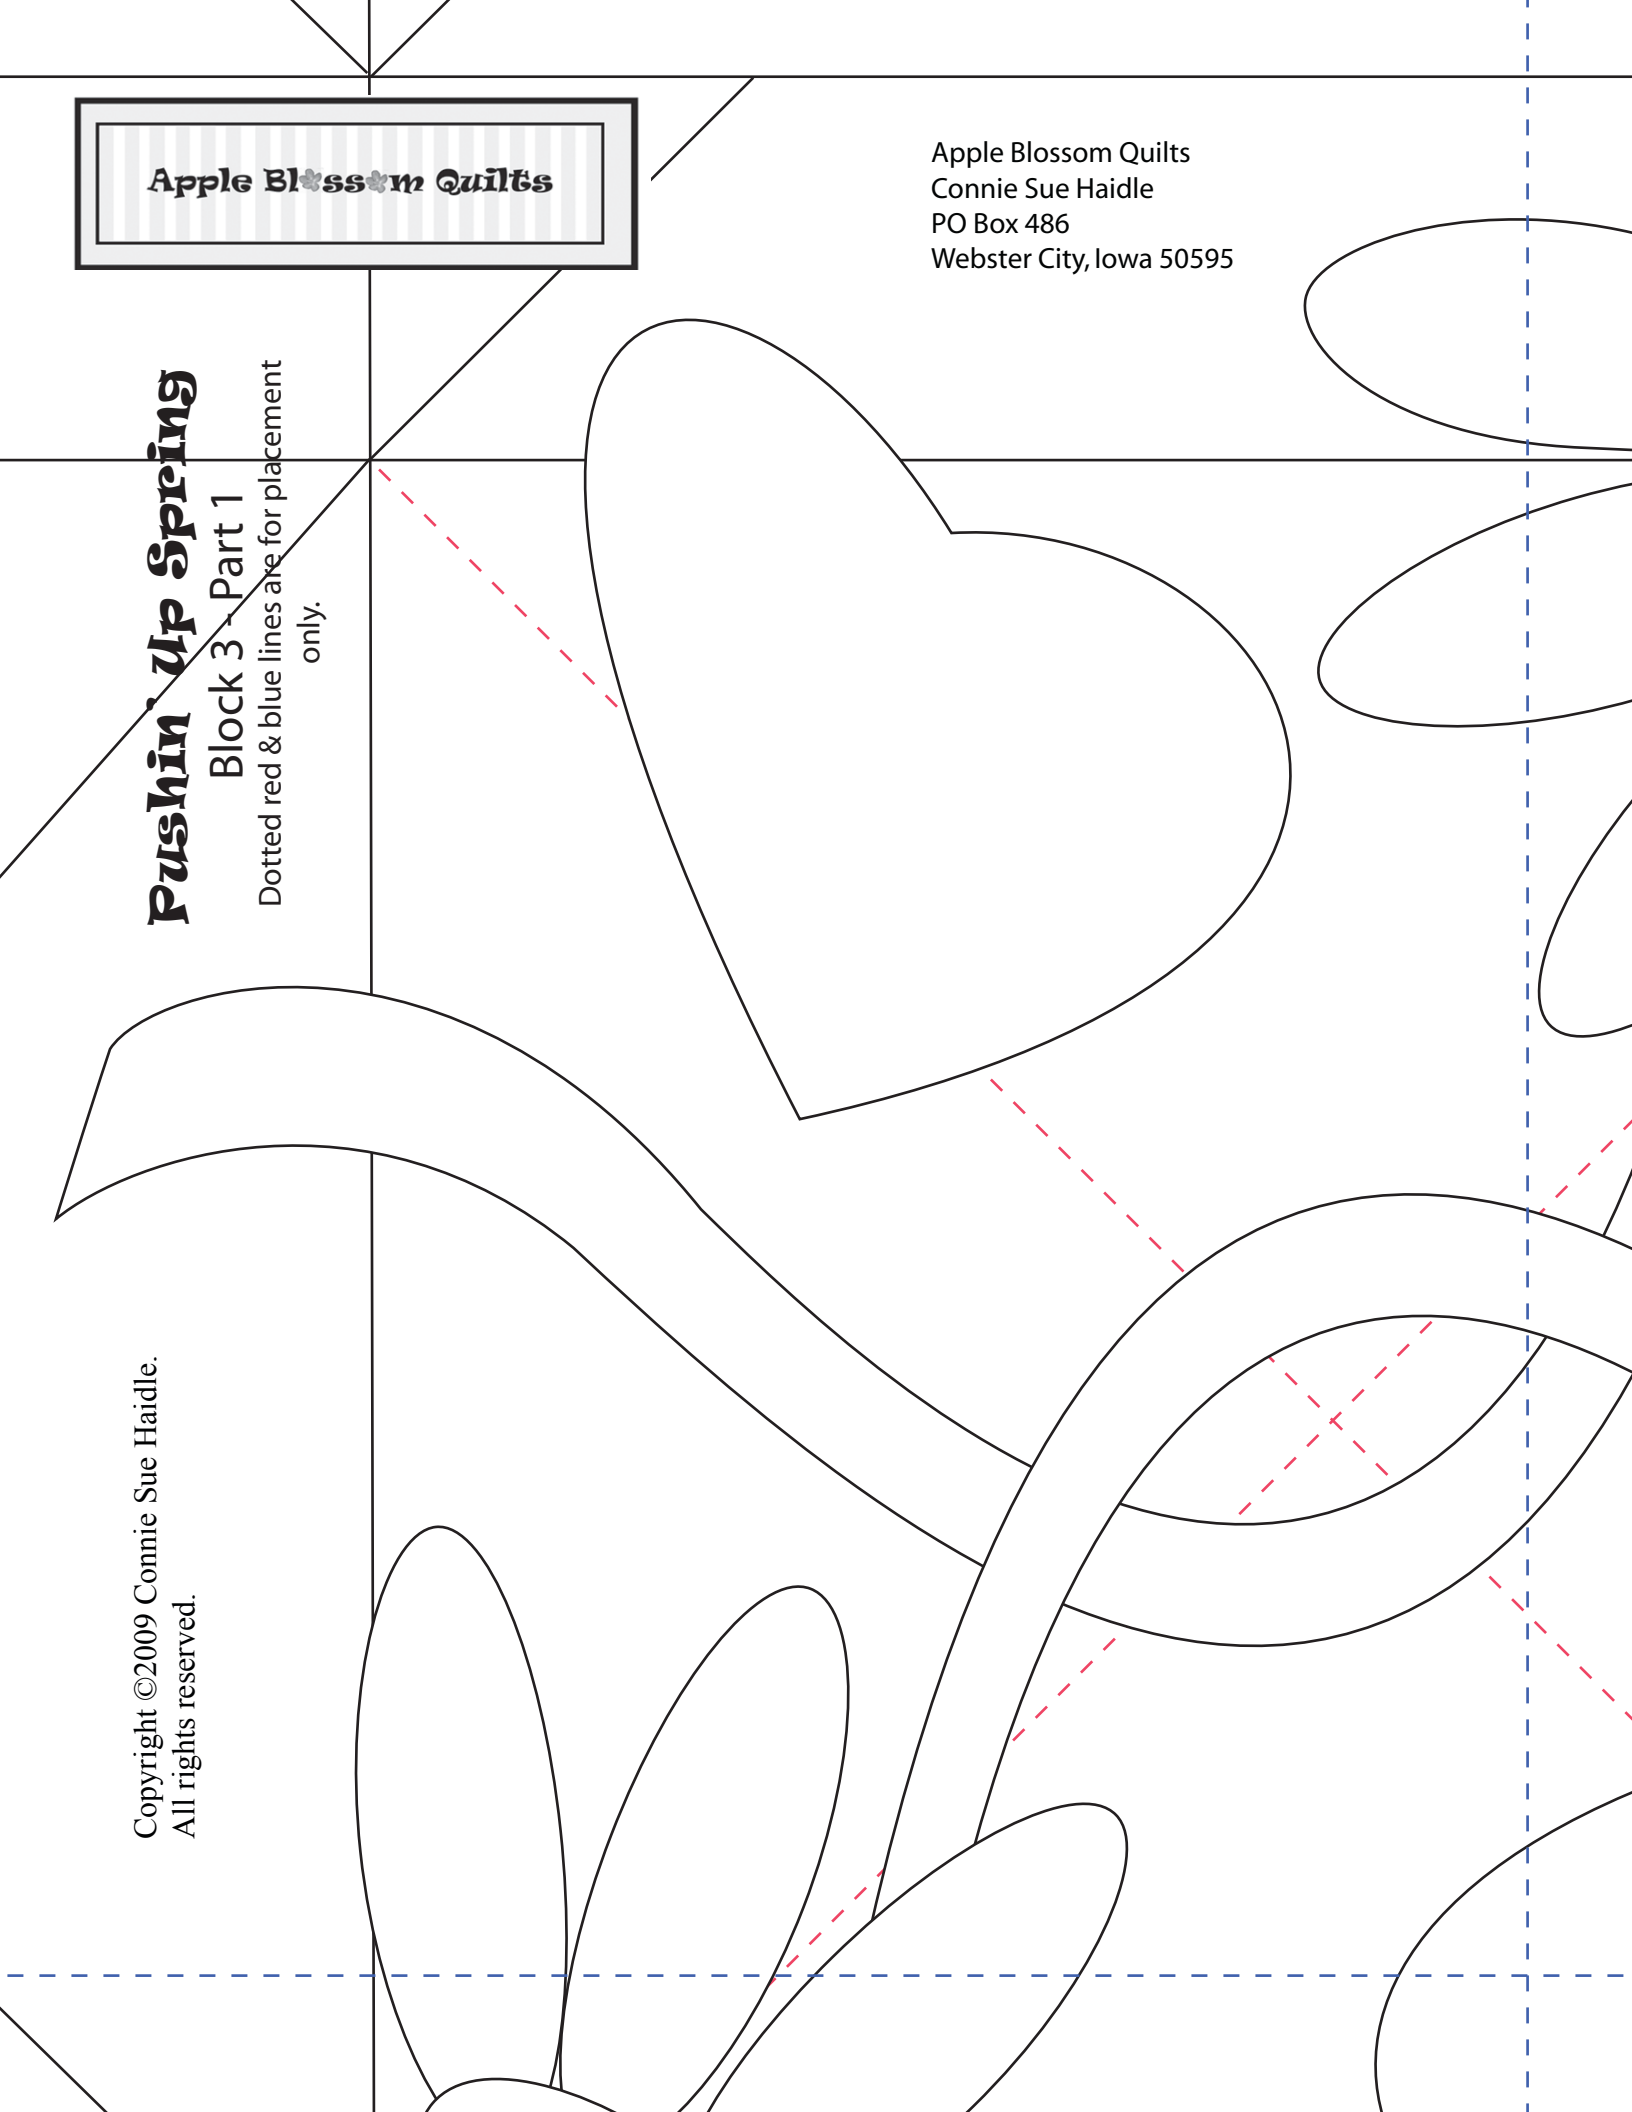 Apple Blossom Quilts
Apple Blossom Quilts
Connie Sue Haidle
PO Box 486
Webster City, Iowa 50595
Pushin' Up Spring
Block 3 - Part 1
Dotted red & blue lines are for placement
only.
Copyright ©2009 Connie Sue Haidle.
All rights reserved.